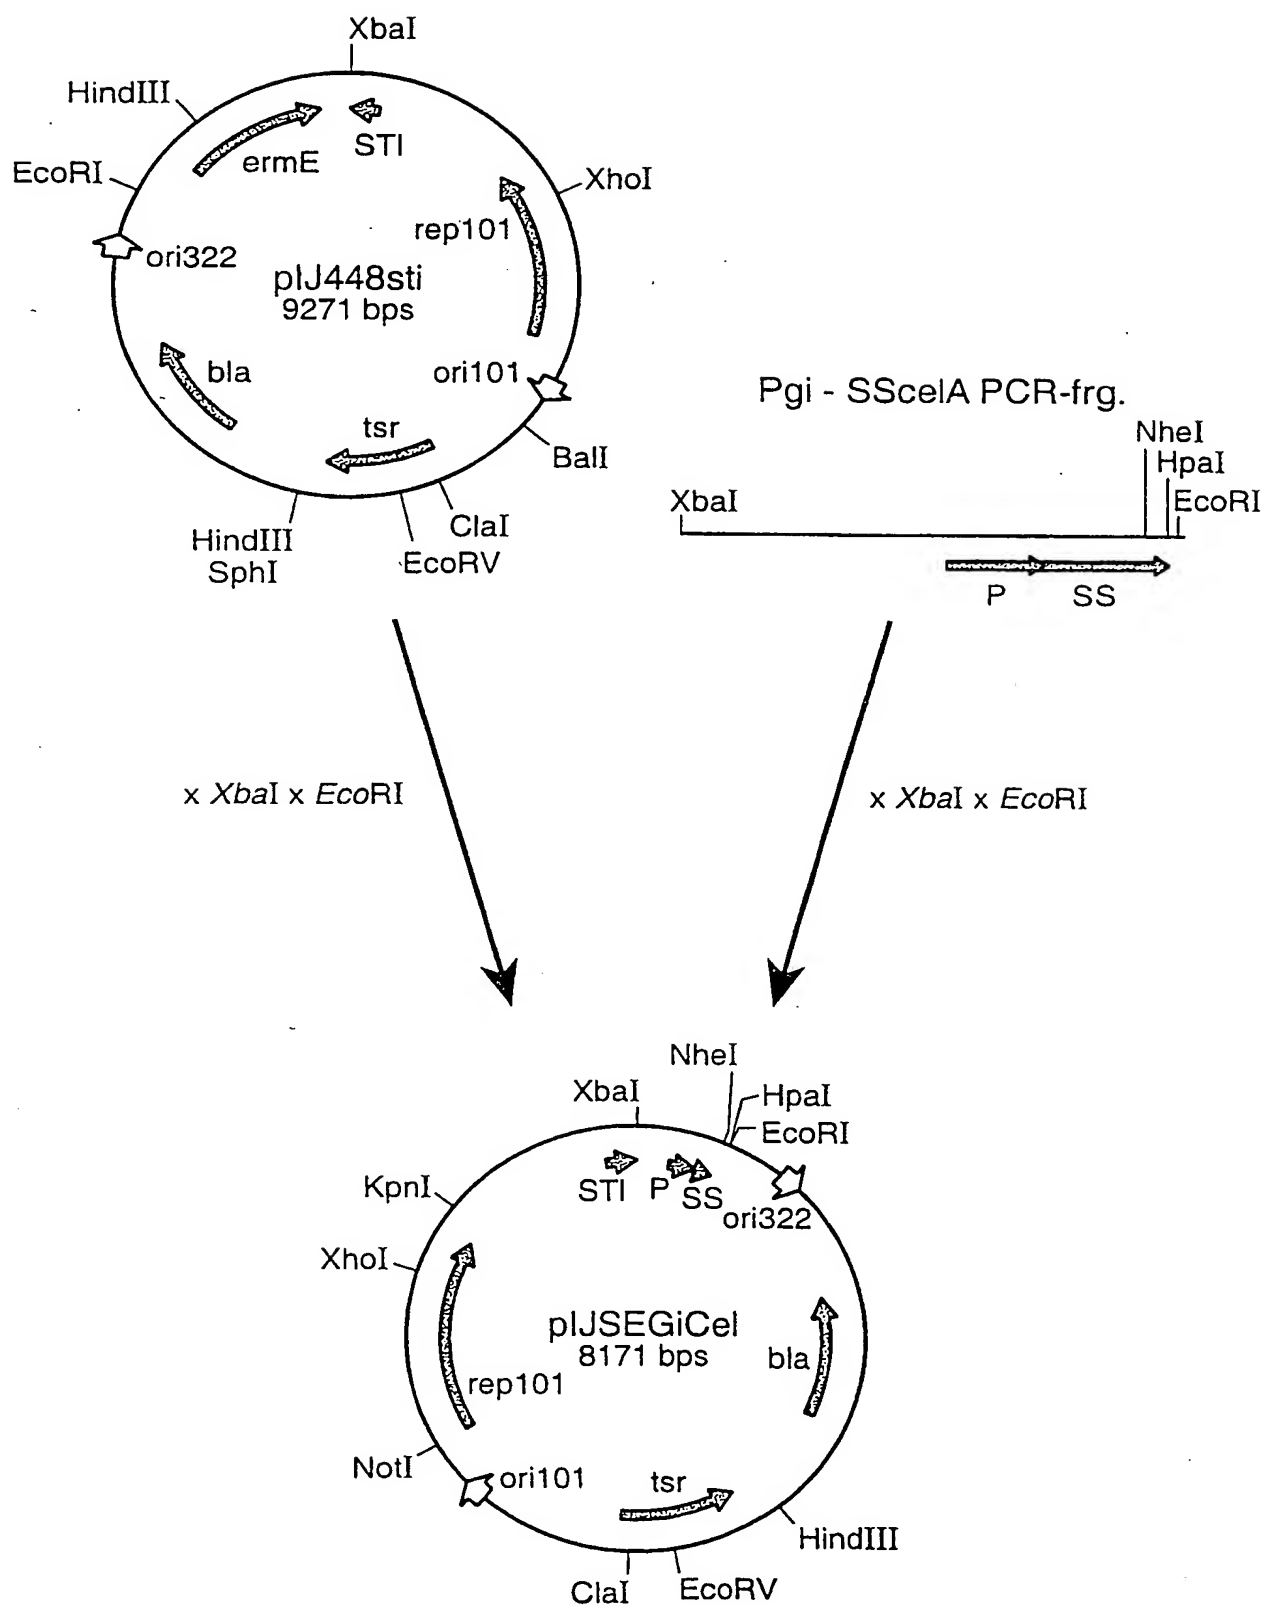 XbaI
HindIII
STI
ermE
EcoRI
XhoI
rep101
ori322
pIJ448sti
9271 bps
bla
ori101
tsr
BalI
ClaI
HindIII
SphI
EcoRV
Pgi - SScelA PCR-frg.
NheI
HpaI
XbaI
EcoRI
P
SS
x XbaI x EcoRI
x XbaI x EcoRI
NheI
XbaI
HpaI
EcoRI
KpnI
STI
P
SS
ori322
XhoI
pIJSEGiCel
8171 bps
bla
rep101
NotI
ori101
tsr
HindIII
ClaI
EcoRV